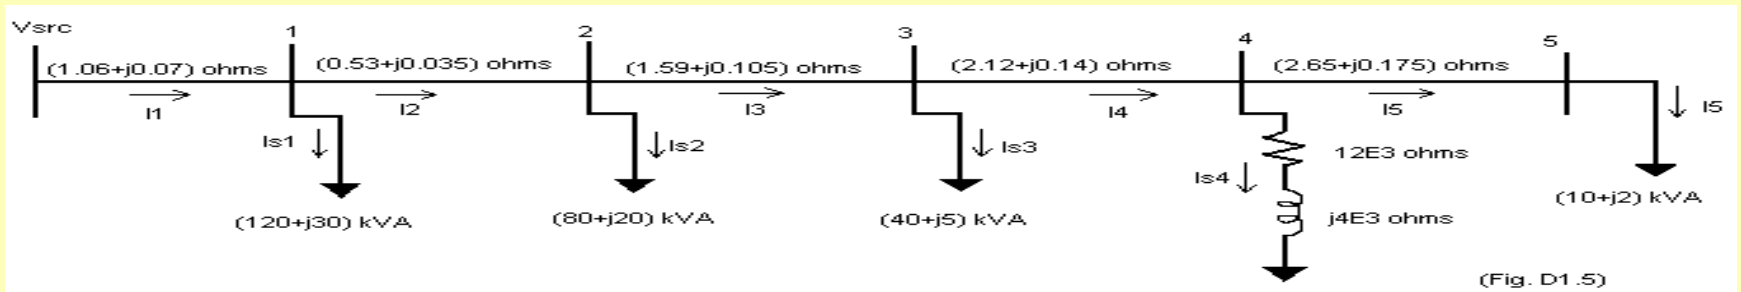 Vsrc
1
2
3
4
5
(1.06+j0.07) ohms
(0.53+j0.035) ohms
(1.59+j0.105) ohms
(2.12+j0.14) ohms
(2.65+j0.175) ohms
I1
I2
I3
I4
I5
I5
Is1
Is2
Is3
Is4
12E3 ohms
j4E3 ohms
(120+j30) kVA
(80+j20) kVA
(40+j5) kVA
(10+j2) kVA
(Fig. D1.5)